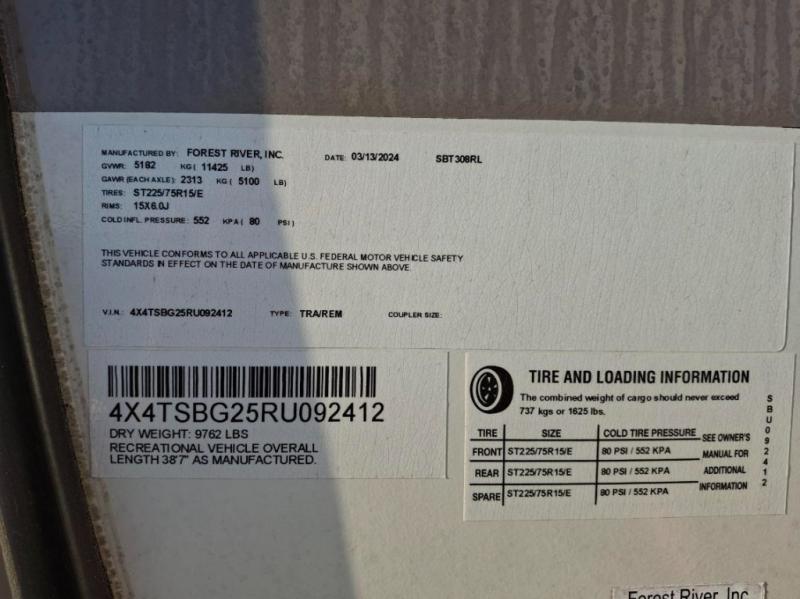 MANUFACTURED BY: FOREST RIVER, INC. DATE: 03/13/2024 SBT308RL
GVWR: 5182 KG ( 11425 LB)
GAWR (EACH AXLE): 2313 KG ( 5100 LB)
TIRES: ST225/75R15/E
RIMS: 15X6.0J
COLD INFL. PRESSURE: 552 KPA ( 80 PSI)
THIS VEHICLE CONFORMS TO ALL APPLICABLE U.S. FEDERAL MOTOR VEHICLE SAFETY
STANDARDS IN EFFECT ON THE DATE OF MANUFACTURE SHOWN ABOVE.
V.I.N.: 4X4TSBG25RU092412 TYPE: TRA/REM COUPLER SIZE:
4X4TSBG25RU092412
DRY WEIGHT: 9762 LBS
RECREATIONAL VEHICLE OVERALL
LENGTH 38'7" AS MANUFACTURED.
TIRE AND LOADING INFORMATION
The combined weight of cargo should never exceed
737 kgs or 1625 lbs.
TIRE SIZE COLD TIRE PRESSURE
FRONT ST225/75R15/E 80 PSI / 552 KPA
REAR ST225/75R15/E 80 PSI / 552 KPA
SPARE ST225/75R15/E 80 PSI / 552 KPA
SEE OWNER'S
MANUAL FOR
ADDITIONAL
INFORMATION
SBU092412
Forest River, Inc